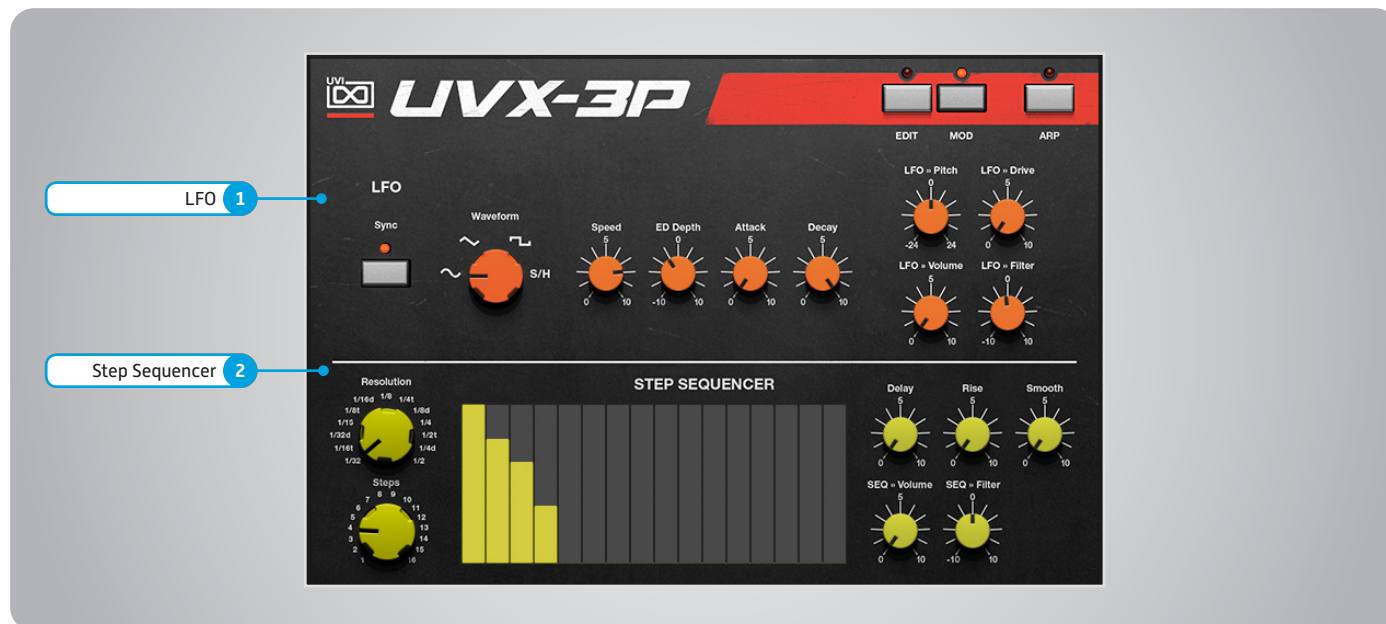 UVI
UVX-3P
EDIT
MOD
ARP
LFO 1
LFO
Sync
Waveform
S/H
Speed
5
0 10
ED Depth
0
-10 10
Attack
5
0 10
Decay
5
0 10
LFO » Pitch
0
-24 24
LFO » Drive
5
0 10
LFO » Volume
5
0 10
LFO » Filter
0
-10 10
Step Sequencer 2
Resolution
1/32
1/16t
1/32d
1/15
1/8t
1/16d
1/8
1/4t
1/8d
1/4
1/2t
1/4d
1/2
Steps
1
2
3
4
5
6
7
8
9
10
11
12
13
14
15
16
STEP SEQUENCER
Delay
5
0 10
Rise
5
0 10
Smooth
5
0 10
SEQ » Volume
5
0 10
SEQ » Filter
0
-10 10